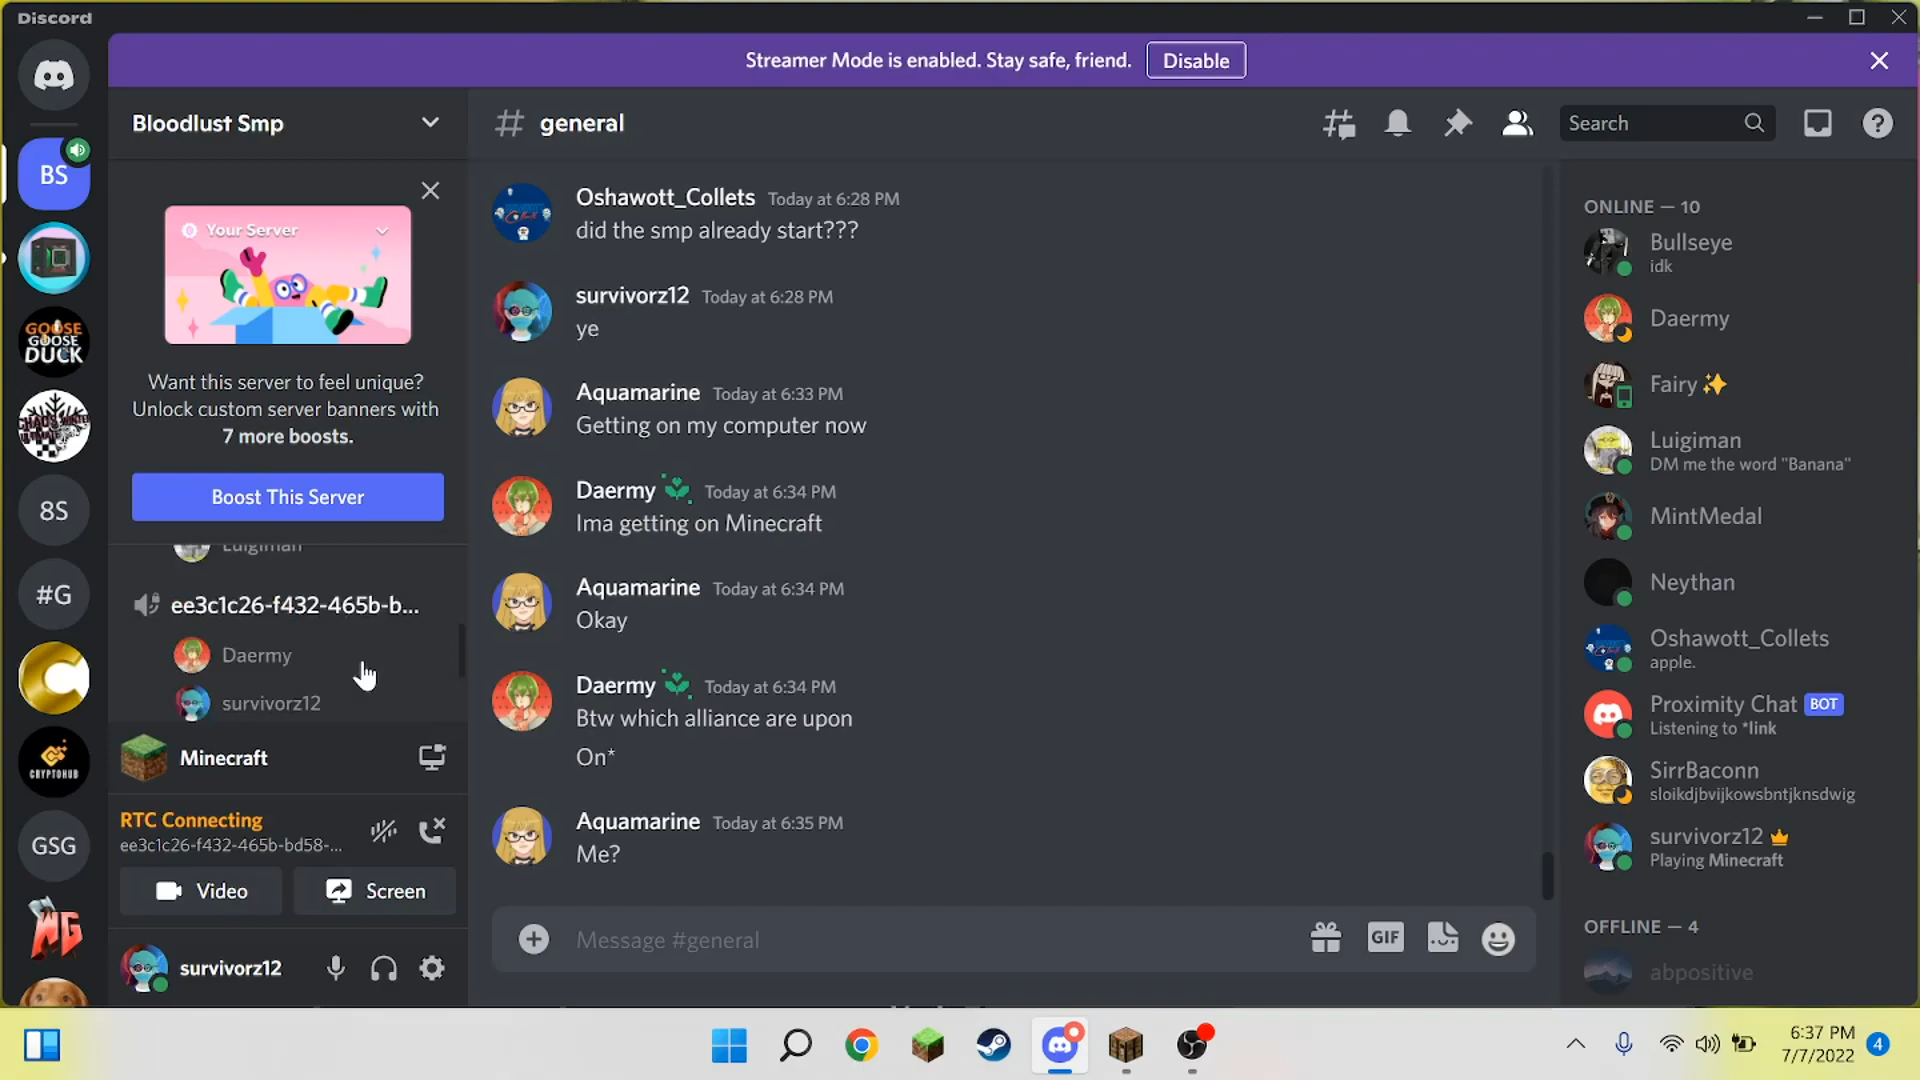 Discord
Streamer Mode is enabled. Stay safe, friend.
Disable
BS
GOOSE
GOOSE
DUCK
8S
#G
CRYPTOHUB
GSG
Bloodlust Smp
Your Server
Want this server to feel unique?
Unlock custom server banners with
7 more boosts.
Boost This Server
Luigiman
ee3c1c26-f432-465b-b...
Daermy
survivorz12
Minecraft
RTC Connecting
ee3c1c26-f432-465b-bd58-...
Video
Screen
survivorz12
# general
Search
Oshawott_Collets Today at 6:28 PM
did the smp already start???
survivorz12 Today at 6:28 PM
ye
Aquamarine Today at 6:33 PM
Getting on my computer now
Daermy Today at 6:34 PM
Ima getting on Minecraft
Aquamarine Today at 6:34 PM
Okay
Daermy Today at 6:34 PM
Btw which alliance are upon
On*
Aquamarine Today at 6:35 PM
Me?
Message #general
GIF
ONLINE — 10
Bullseye
idk
Daermy
Fairy ✨
Luigiman
DM me the word "Banana"
MintMedal
Neythan
Oshawott_Collets
apple.
Proximity Chat BOT
Listening to *link
SirrBaconn
sloikdjbvijkowsbntjknsdwig
survivorz12
Playing Minecraft
OFFLINE — 4
abpositive
6:37 PM
7/7/2022
4